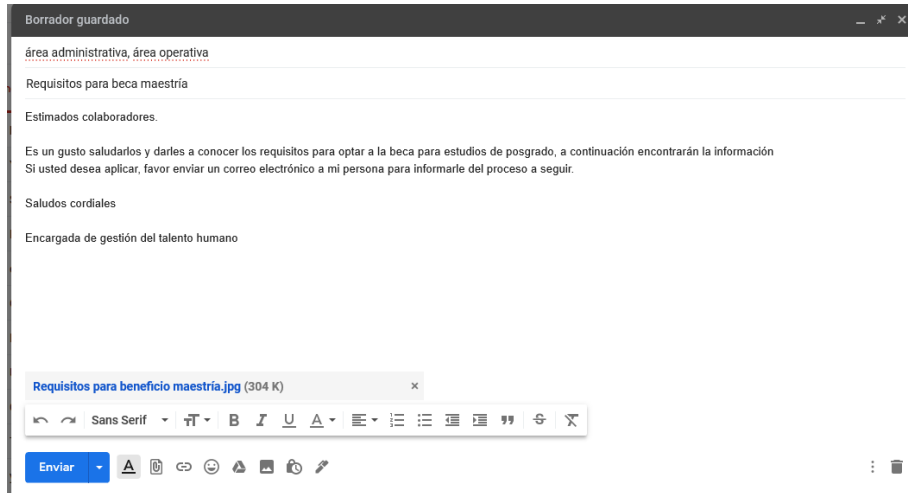 Borrador guardado
área administrativa, área operativa
Requisitos para beca maestría
Estimados colaboradores.
Es un gusto saludarlos y darles a conocer los requisitos para optar a la beca para estudios de posgrado, a continuación encontrarán la información
Si usted desea aplicar, favor enviar un correo electrónico a mi persona para informarle del proceso a seguir.
Saludos cordiales
Encargada de gestión del talento humano
Requisitos para beneficio maestría.jpg (304 K)
Sans Serif
Enviar